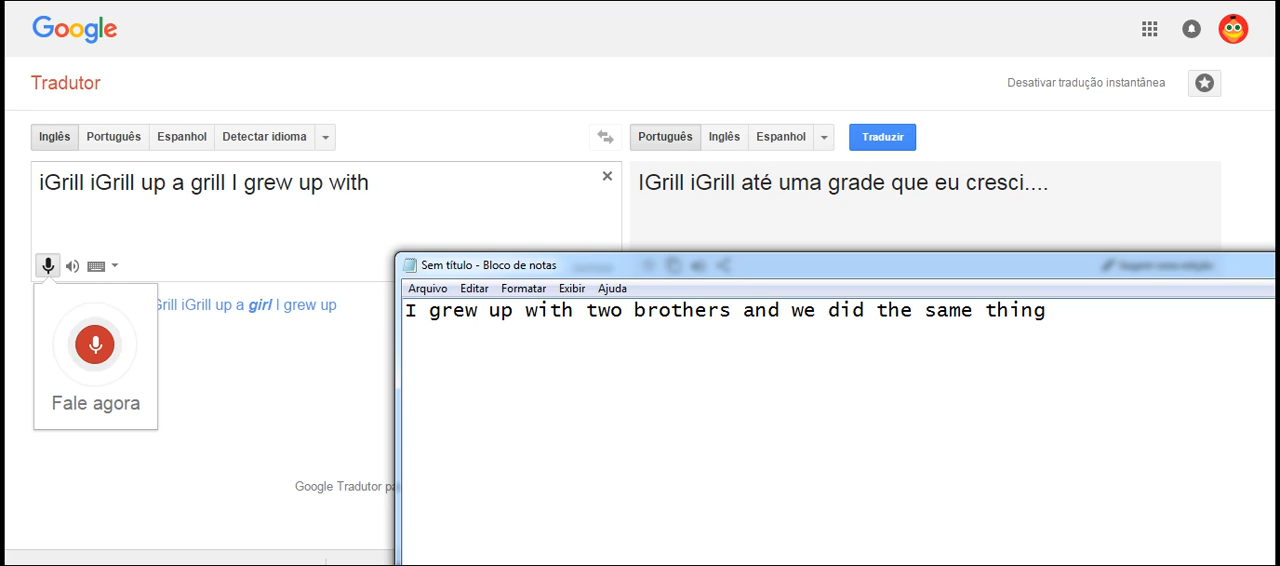 Google
Tradutor
Desativar tradução instantânea
Inglês Português Espanhol Detectar idioma
Português Inglês Espanhol Traduzir
iGrill iGrill up a grill I grew up with
IGrill iGrill até uma grade que eu cresci....
Sem título - Bloco de notas
Arquivo Editar Formatar Exibir Ajuda
I grew up with two brothers and we did the same thing
iGrill up a girl I grew up
Fale agora
Google Tradutor